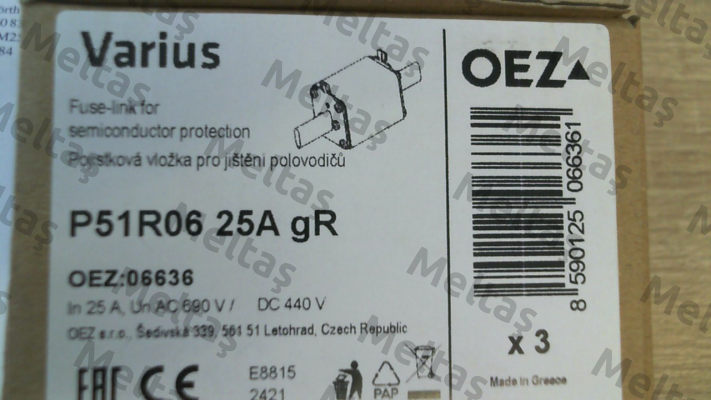 Varius
OEZ
Fuse-link for
semiconductor protection
Pojistková vložka pro jištění polovodičů
P51R06 25A gR
OEZ:06636
In 25 A, Un AC 690 V / DC 440 V
OEZ s.r.o., Šedivská 339, 561 51 Letohrad, Czech Republic
EAC CE
E8815
2421
PAP
8 590125 066361
x 3
Made in Greece
Meltaş